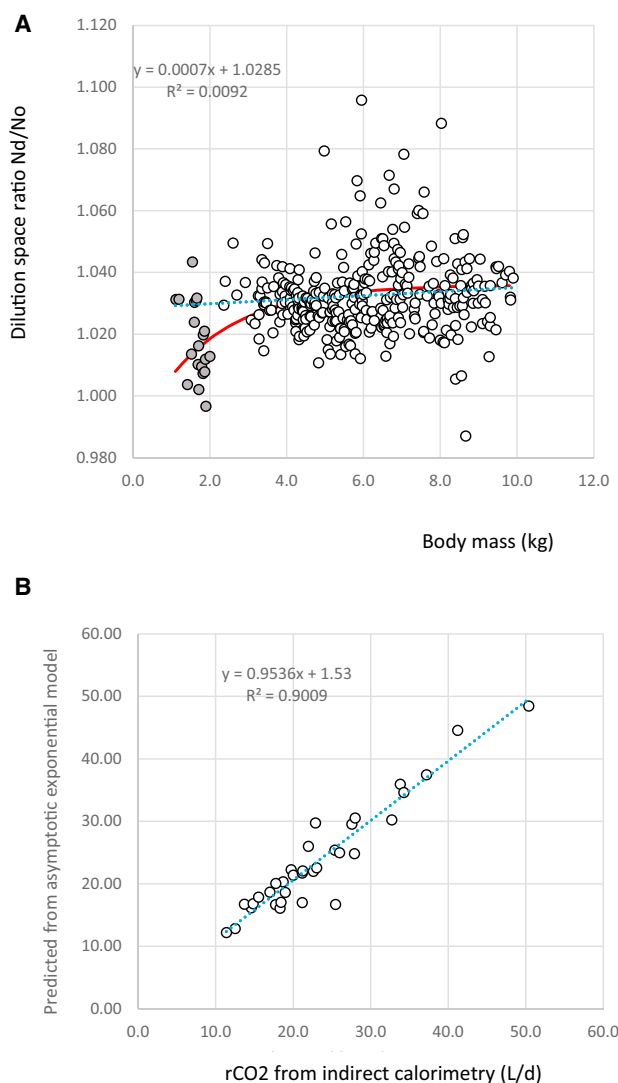 A
1.120
1.100
1.080
1.060
1.040
1.020
1.000
0.980
Dilution space ratio Nd/No
y = 0.0007x + 1.0285
R² = 0.0092
0.0 2.0 4.0 6.0 8.0 10.0 12.0
Body mass (kg)
B
60.00
50.00
40.00
30.00
20.00
10.00
0.00
Predicted from asymptotic exponential model
y = 0.9536x + 1.53
R² = 0.9009
0.0 10.0 20.0 30.0 40.0 50.0 60.0
rCO2 from indirect calorimetry (L/d)